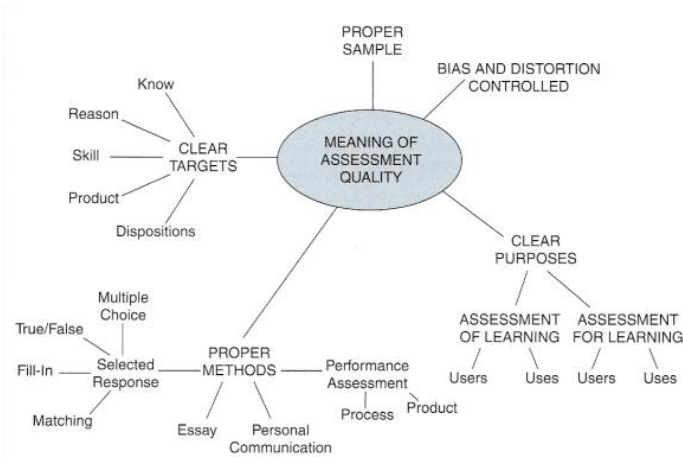 PROPER
SAMPLE
BIAS AND DISTORTION
CONTROLLED
Know
Reason
Skill
Product
Dispositions
CLEAR
TARGETS
MEANING OF
ASSESSMENT
QUALITY
CLEAR
PURPOSES
ASSESSMENT
OF LEARNING
ASSESSMENT
FOR LEARNING
Users
Uses
Users
Uses
Multiple
Choice
True/False
Fill-In
Matching
Selected
Response
PROPER
METHODS
Essay
Personal
Communication
Performance
Assessment
Process
Product